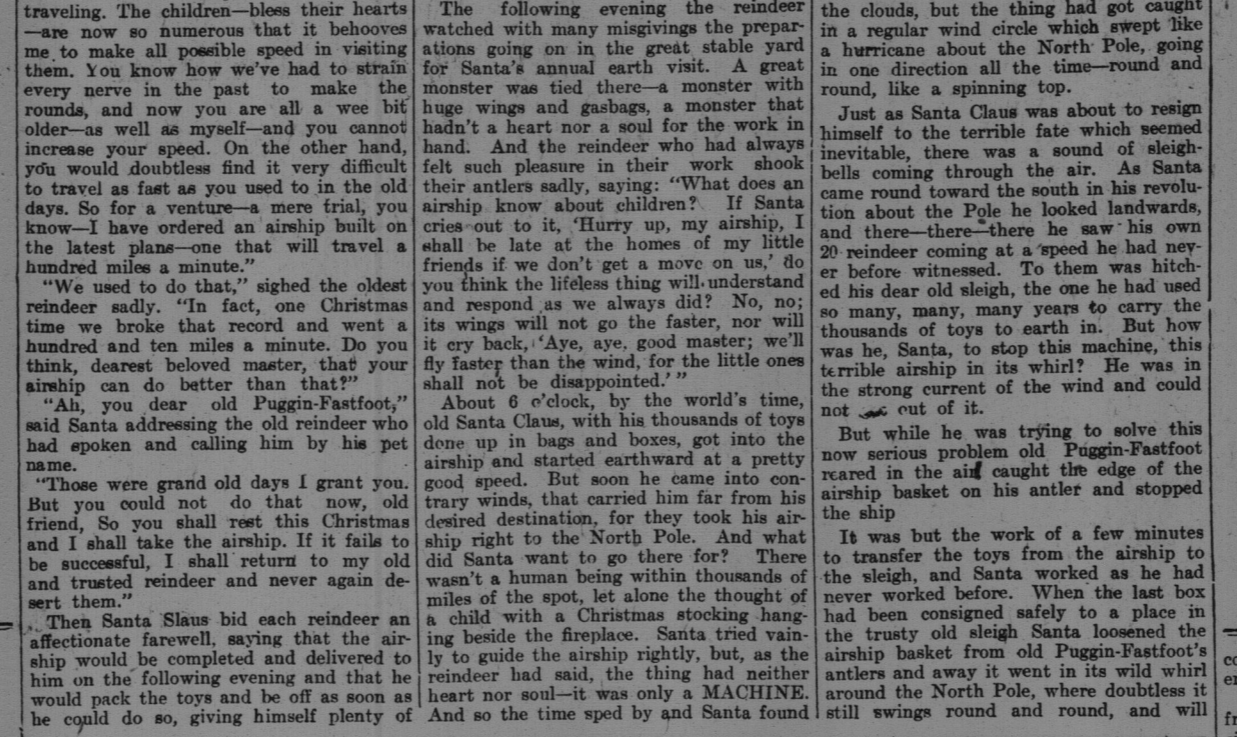 traveling. The children—bless their hearts
—are now so numerous that it behooves
me to make all possible speed in visiting
them. You know how we've had to strain
every nerve in the past to make the
rounds, and now you are all a wee bit
older—as well as myself—and you cannot
increase your speed. On the other hand,
you would doubtless find it very difficult
to travel as fast as you used to in the old
days. So for a venture—a mere trial, you
know—I have ordered an airship built on
the latest plans—one that will travel a
hundred miles a minute."
"We used to do that," sighed the oldest
reindeer sadly. "In fact, one Christmas
time we broke that record and went a
hundred and ten miles a minute. Do you
think, dearest beloved master, that your
airship can do better than that?"
"Ah, you dear old Puggin-Fastfoot,"
said Santa addressing the old reindeer who
had spoken and calling him by his pet
name.
"Those were grand old days I grant you.
But you could not do that now, old
friend, So you shall rest this Christmas
and I shall take the airship. If it fails to
be successful, I shall return to my old
and trusted reindeer and never again de-
sert them."
Then Santa Slaus bid each reindeer an
affectionate farewell, saying that the air-
ship would be completed and delivered to
him on the following evening and that he
would pack the toys and be off as soon as
he could do so, giving himself plenty of
The following evening the reindeer
watched with many misgivings the prepar-
ations going on in the great stable yard
for Santa's annual earth visit. A great
monster was tied there—a monster with
huge wings and gasbags, a monster that
hadn't a heart nor a soul for the work in
hand. And the reindeer who had always
felt such pleasure in their work shook
their antlers sadly, saying: "What does an
airship know about children? If Santa
cries out to it, 'Hurry up, my airship, I
shall be late at the homes of my little
friends if we don't get a move on us,' do
you think the lifeless thing will understand
and respond as we always did? No, no;
its wings will not go the faster, nor will
it cry back, 'Aye, aye, good master; we'll
fly faster than the wind, for the little ones
shall not be disappointed.' "
About 6 o'clock, by the world's time,
old Santa Claus, with his thousands of toys
done up in bags and boxes, got into the
airship and started earthward at a pretty
good speed. But soon he came into con-
trary winds, that carried him far from his
desired destination, for they took his air-
ship right to the North Pole. And what
did Santa want to go there for? There
wasn't a human being within thousands of
miles of the spot, let alone the thought of
a child with a Christmas stocking hang-
ing beside the fireplace. Santa tried vain-
ly to guide the airship rightly, but, as the
reindeer had said, the thing had neither
heart nor soul—it was only a MACHINE.
And so the time sped by and Santa found
the clouds, but the thing had got caught
in a regular wind circle which swept like
a hurricane about the North Pole, going
in one direction all the time—round and
round, like a spinning top.
Just as Santa Claus was about to resign
himself to the terrible fate which seemed
inevitable, there was a sound of sleigh-
bells coming through the air. As Santa
came round toward the south in his revolu-
tion about the Pole he looked landwards,
and there—there—there he saw his own
20 reindeer coming at a speed he had nev-
er before witnessed. To them was hitch-
ed his dear old sleigh, the one he had used
so many, many, many years to carry the
thousands of toys to earth in. But how
was he, Santa, to stop this machine, this
terrible airship in its whirl? He was in
the strong current of the wind and could
not out of it.
But while he was trying to solve this
now serious problem old Puggin-Fastfoot
reared in the air caught the edge of the
airship basket on his antler and stopped
the ship
It was but the work of a few minutes
to transfer the toys from the airship to
the sleigh, and Santa worked as he had
never worked before. When the last box
had been consigned safely to a place in
the trusty old sleigh Santa loosened the
airship basket from old Puggin-Fastfoot's
antlers and away it went in its wild whirl
around the North Pole, where doubtless it
still swings round and round, and will